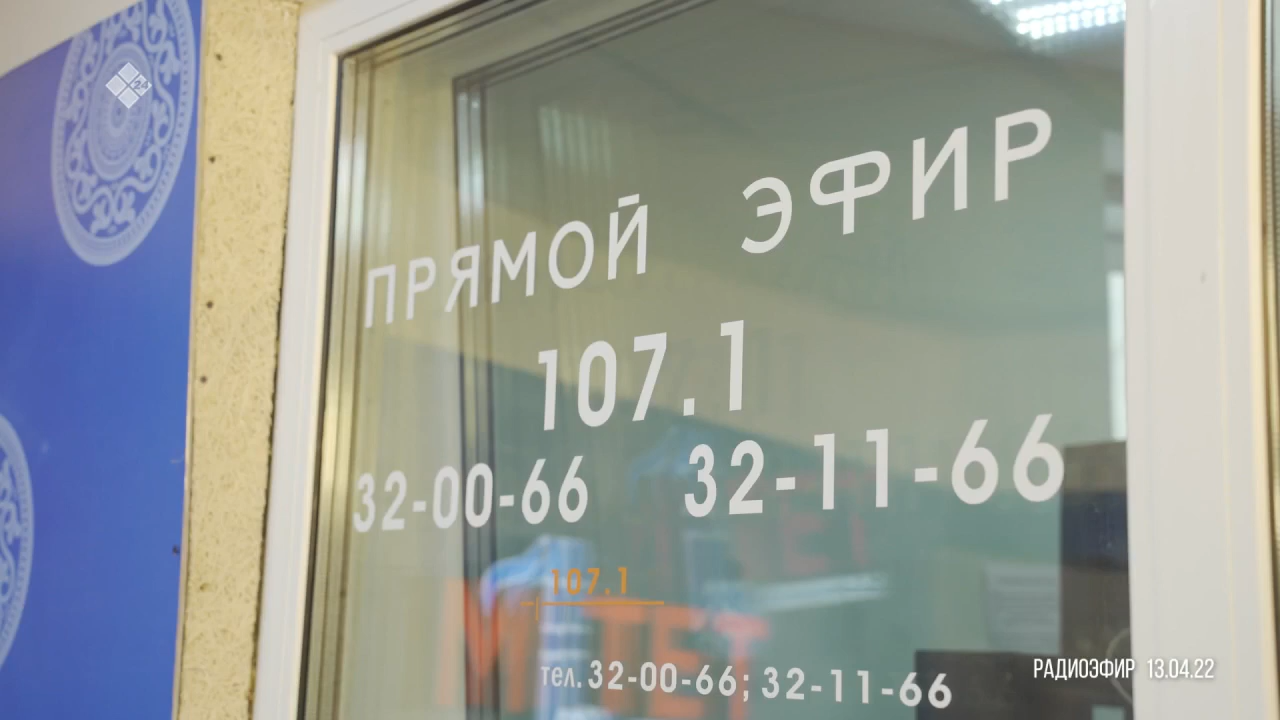 24
ПРЯМОЙ ЭФИР
107.1
32-00-66 32-11-66
107.1
тел. 32-00-66; 32-11-66
РАДИОЭФИР 13.04.22